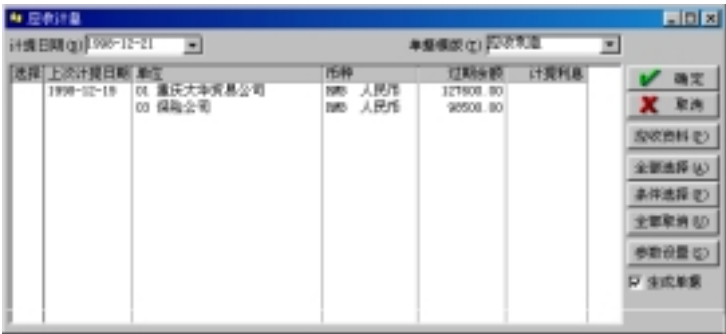 应收计息
计提日期(D) 1998-12-21 单据模版(T) 应收利息
选择 上次计提日期 单位 币种 过期余额 计提利息
1998-12-18 01 重庆大华贸易公司 RMB 人民币 127600.00
03 保险公司 RMB 人民币 98500.00
确定
取消
应收资料(P)
全部选择(A)
条件选择(F)
全部取消(U)
参数设置(S)
生成单据